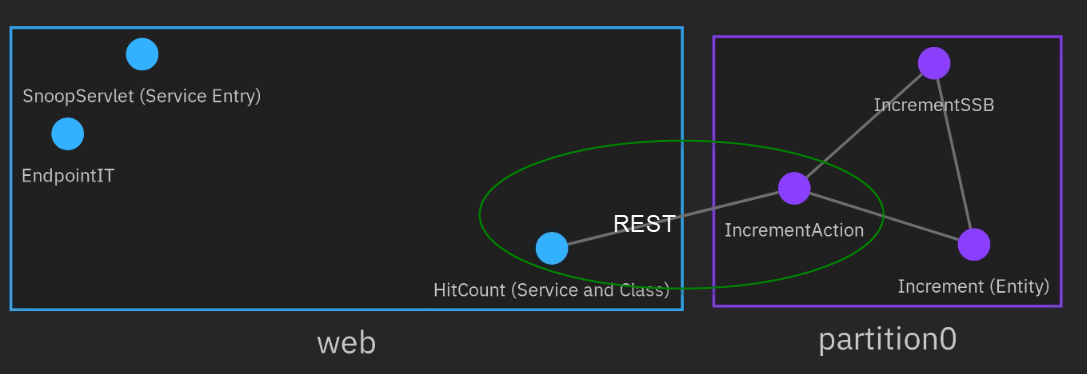 SnoopServlet (Service Entry)
EndpointIT
HitCount (Service and Class)
REST
web
IncrementSSB
IncrementAction
Increment (Entity)
partition0